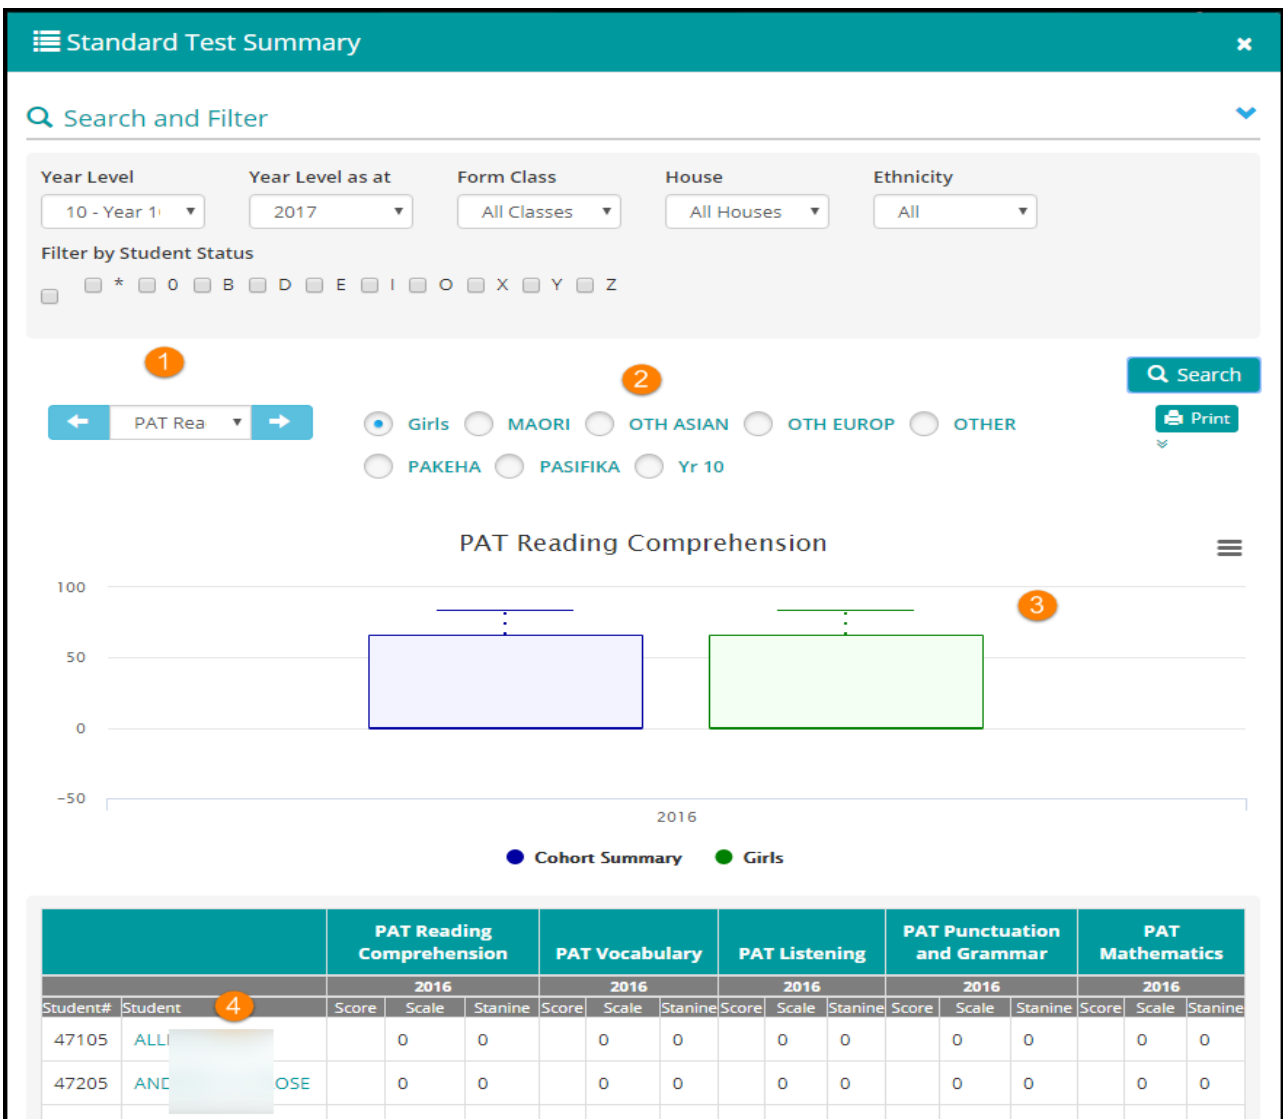 Standard Test Summary
Search and Filter
Year Level Year Level as at Form Class House Ethnicity
10 - Year 1 2017 All Classes All Houses All
Filter by Student Status
* 0 B D E I O X Y Z
1
2
Search
PAT Rea Girls MAORI OTH ASIAN OTH EUROP OTHER Print
PAKEHA PASIFIKA Yr 10
PAT Reading Comprehension
100
3
50
0
-50
2016
Cohort Summary Girls
PAT Reading Comprehension PAT Vocabulary PAT Listening PAT Punctuation and Grammar PAT Mathematics
2016 2016 2016 2016 2016
Student# Student 4 Score Scale Stanine Score Scale Stanine Score Scale Stanine Score Scale Stanine Score Scale Stanine
47105 ALL 0 0 0 0 0 0 0 0 0 0
47205 AND OSE 0 0 0 0 0 0 0 0 0 0